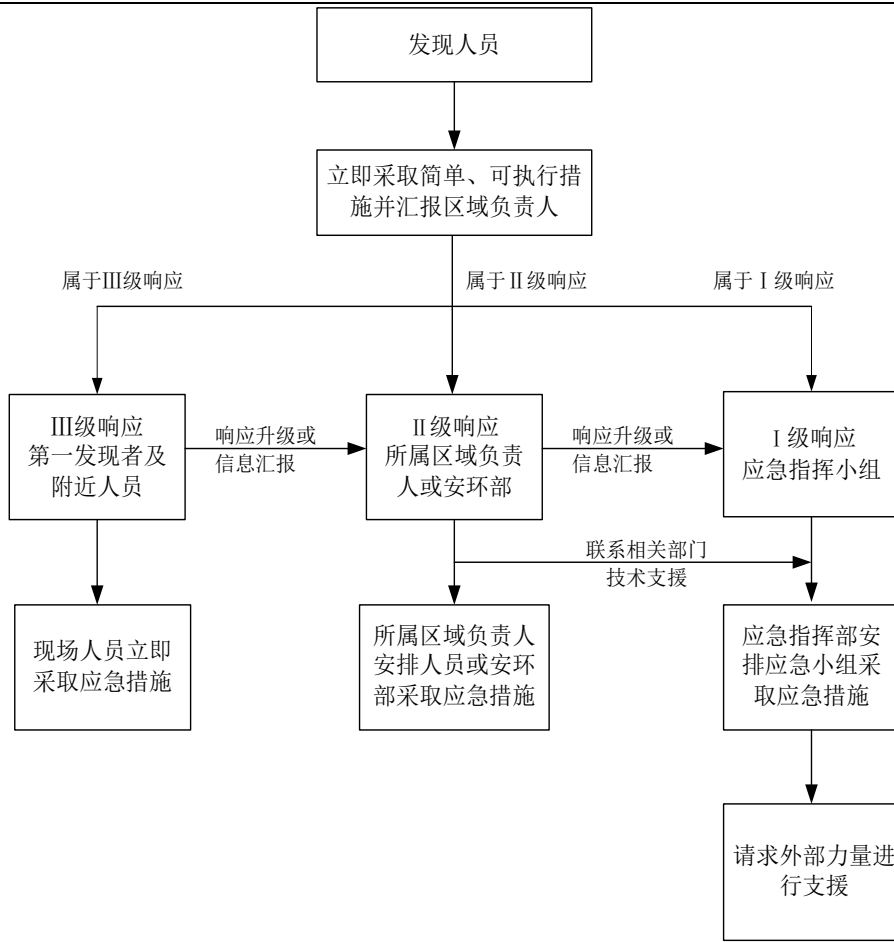 发现人员
立即采取简单、可执行措
施并汇报区域负责人
属于Ⅲ级响应
属于Ⅱ级响应
属于Ⅰ级响应
Ⅲ级响应
第一发现者及
附近人员
响应升级或
信息汇报
Ⅱ级响应
所属区域负责
人或安环部
响应升级或
信息汇报
Ⅰ级响应
应急指挥小组
联系相关部门
技术支援
现场人员立即
采取应急措施
所属区域负责人
安排人员或安环
部采取应急措施
应急指挥部安
排应急小组采
取应急措施
请求外部力量进
行支援